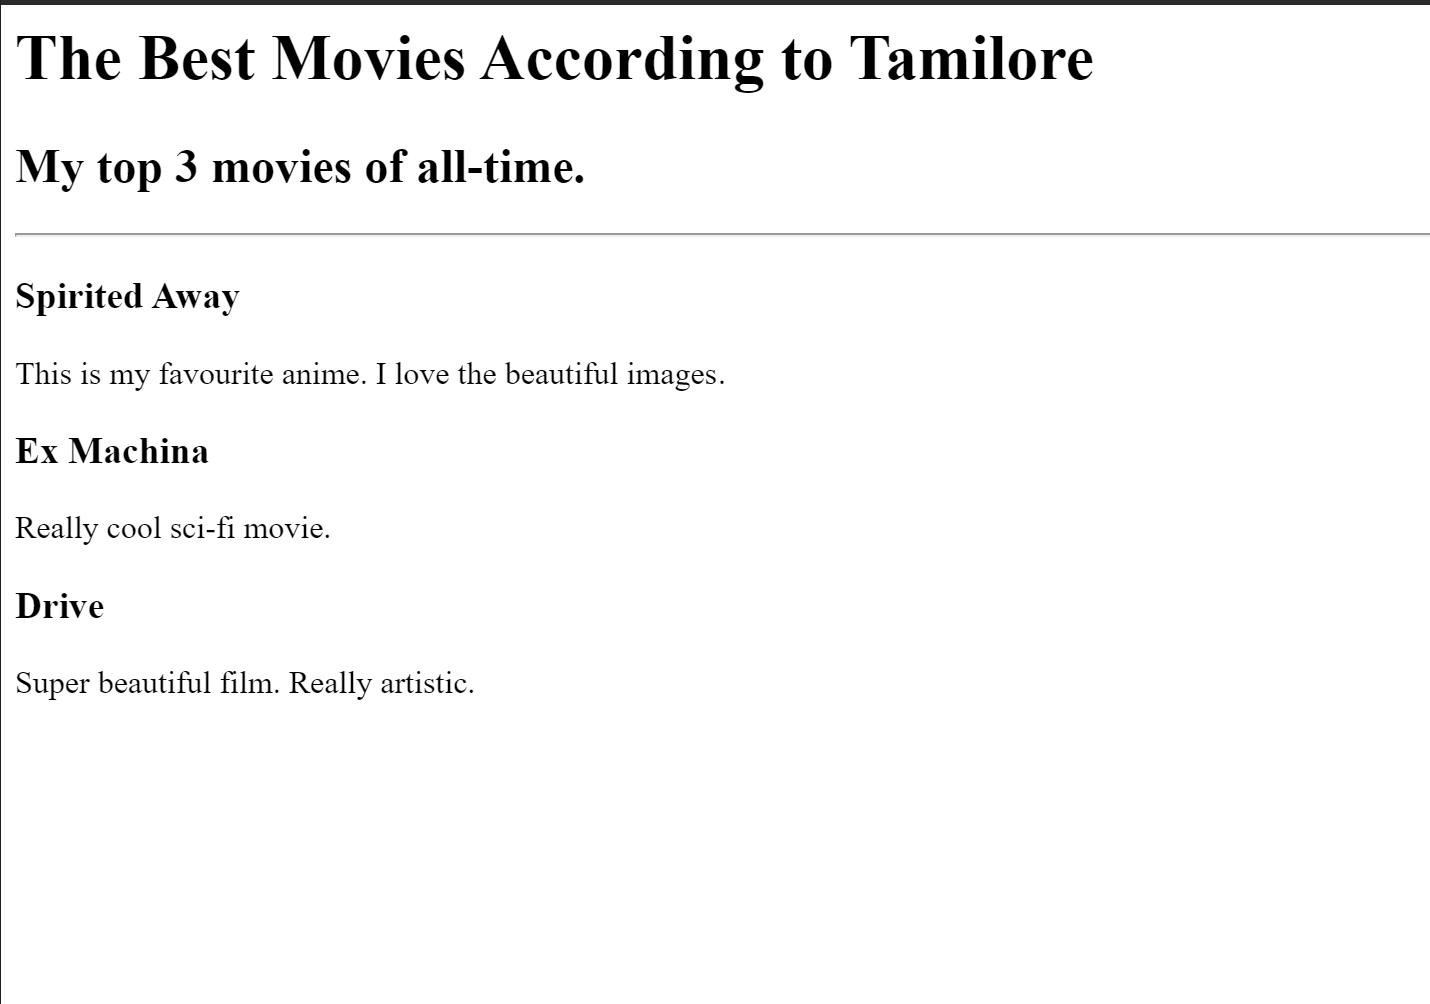 The Best Movies According to Tamilore
My top 3 movies of all-time.
Spirited Away
This is my favourite anime. I love the beautiful images.
Ex Machina
Really cool sci-fi movie.
Drive
Super beautiful film. Really artistic.